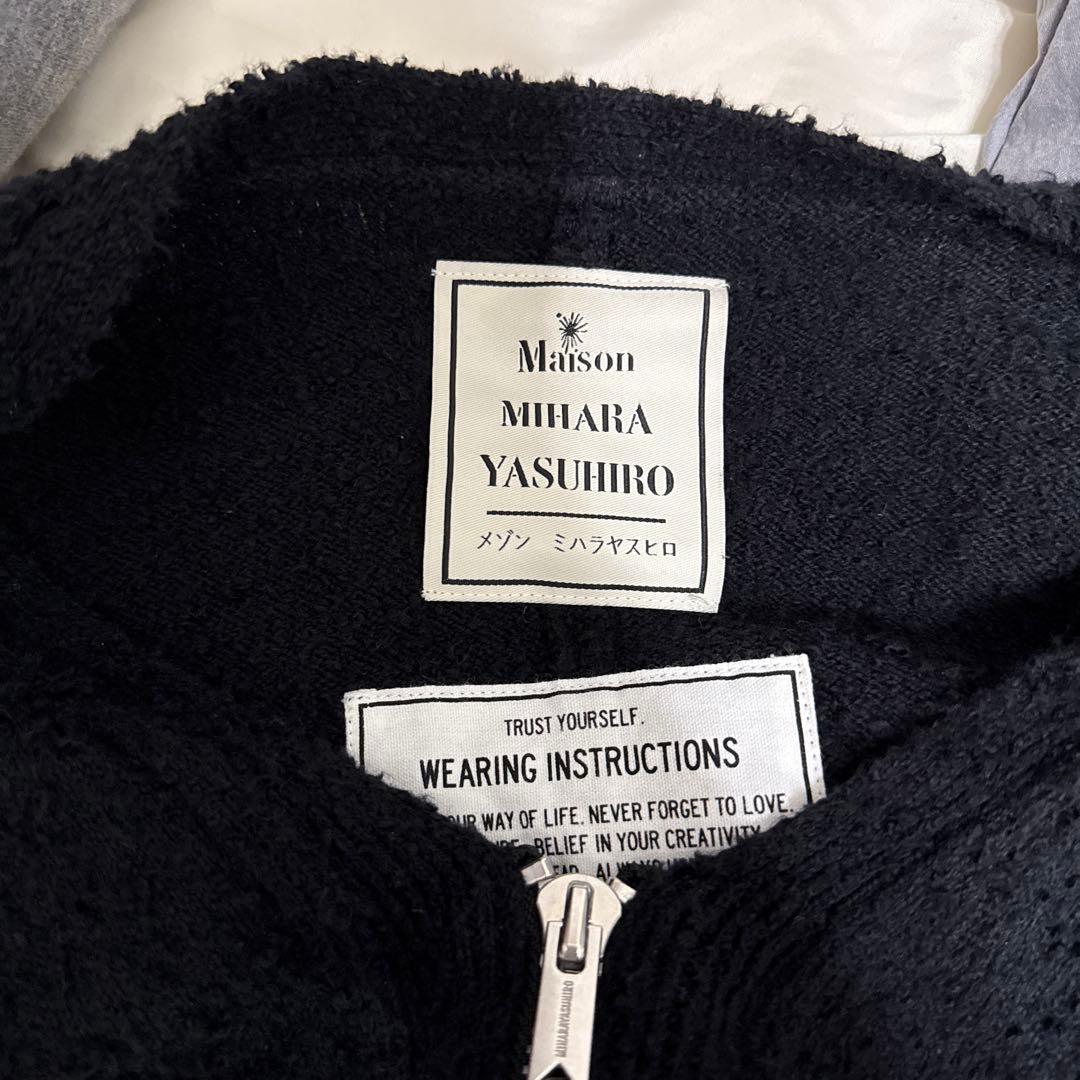 Maison
MIHARA
YASUHIRO
メゾン ミハラヤスヒロ
TRUST YOURSELF.
WEARING INSTRUCTIONS
WAY OF LIFE. NEVER FORGET TO LOVE.
BELIEF IN YOUR CREATIVITY
MIHARAYASUHIRO